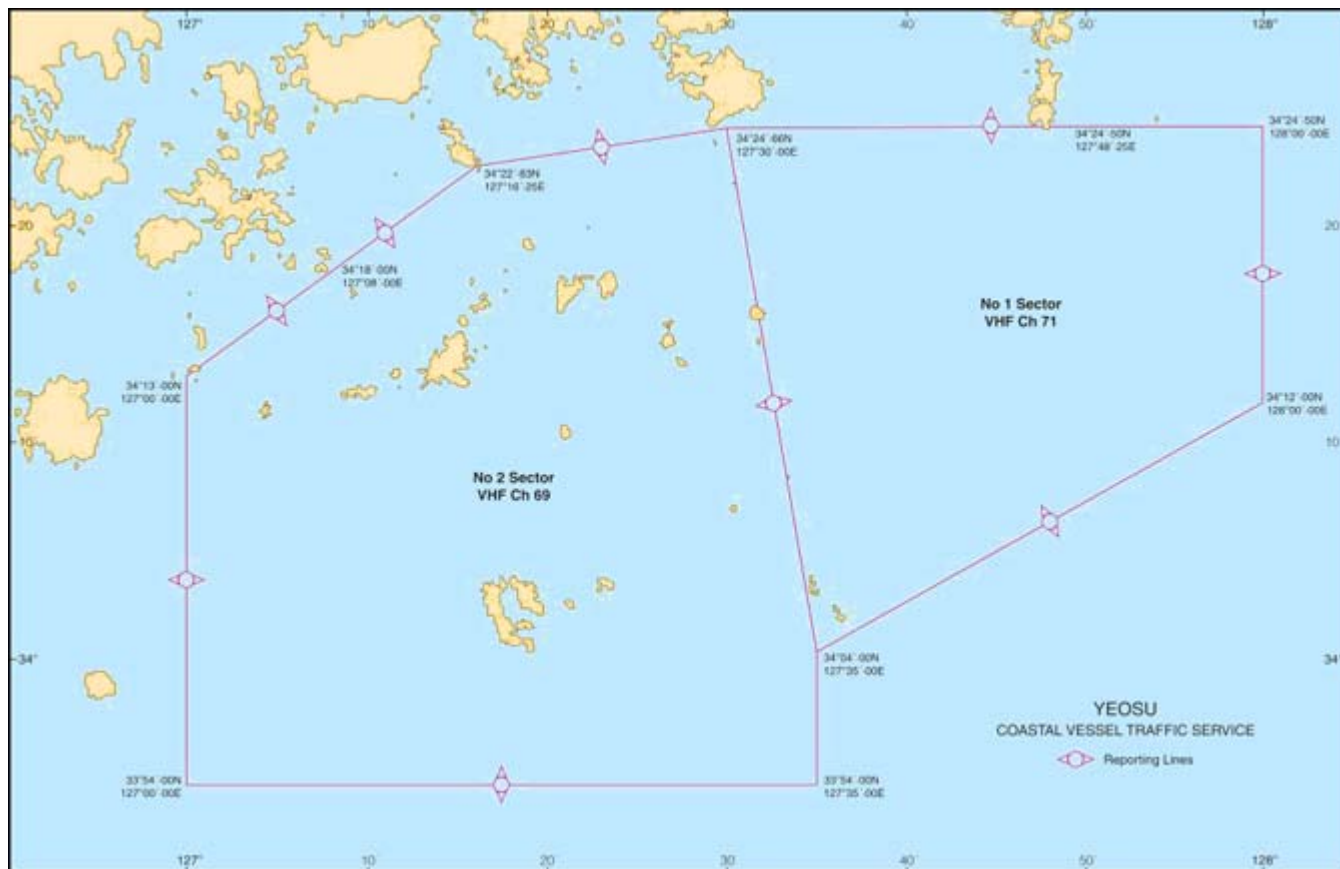 127°
10
20
30
40
50
128°
34°24´·66N
127°30´·00E
34°24´·50N
127°48´·25E
34°24´·50N
128°00´·00E
34°22´·83N
127°16´·25E
20
20
34°18´·00N
127°08´·00E
No 1 Sector
VHF Ch 71
34°13´·00N
127°00´·00E
34°12´·00N
128°00´·00E
10
10
No 2 Sector
VHF Ch 69
34°
34°04´·00N
127°35´·00E
34°
YEOSU
COASTAL VESSEL TRAFFIC SERVICE
Reporting Lines
33°54´·00N
127°00´·00E
33°54´·00N
127°35´·00E
127°
10
20
30
40
50
128°